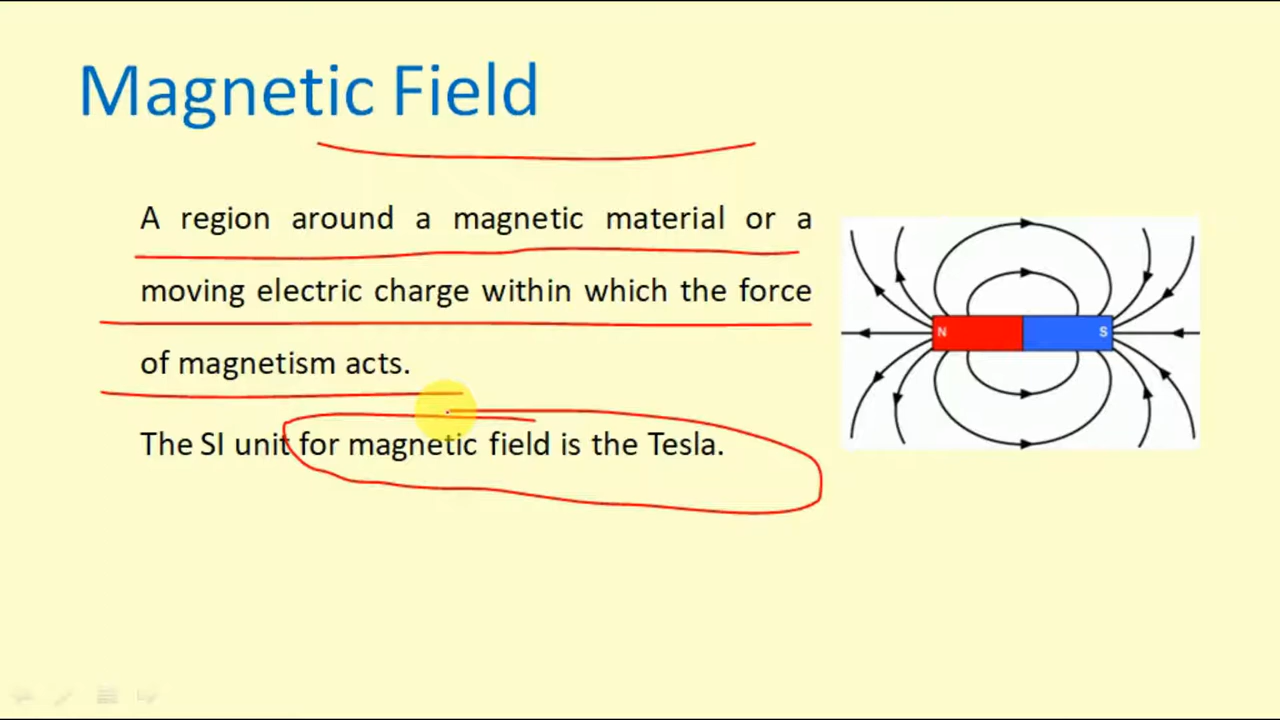 Magnetic Field
A region around a magnetic material or a
moving electric charge within which the force
of magnetism acts.
The SI unit for magnetic field is the Tesla.
N
S